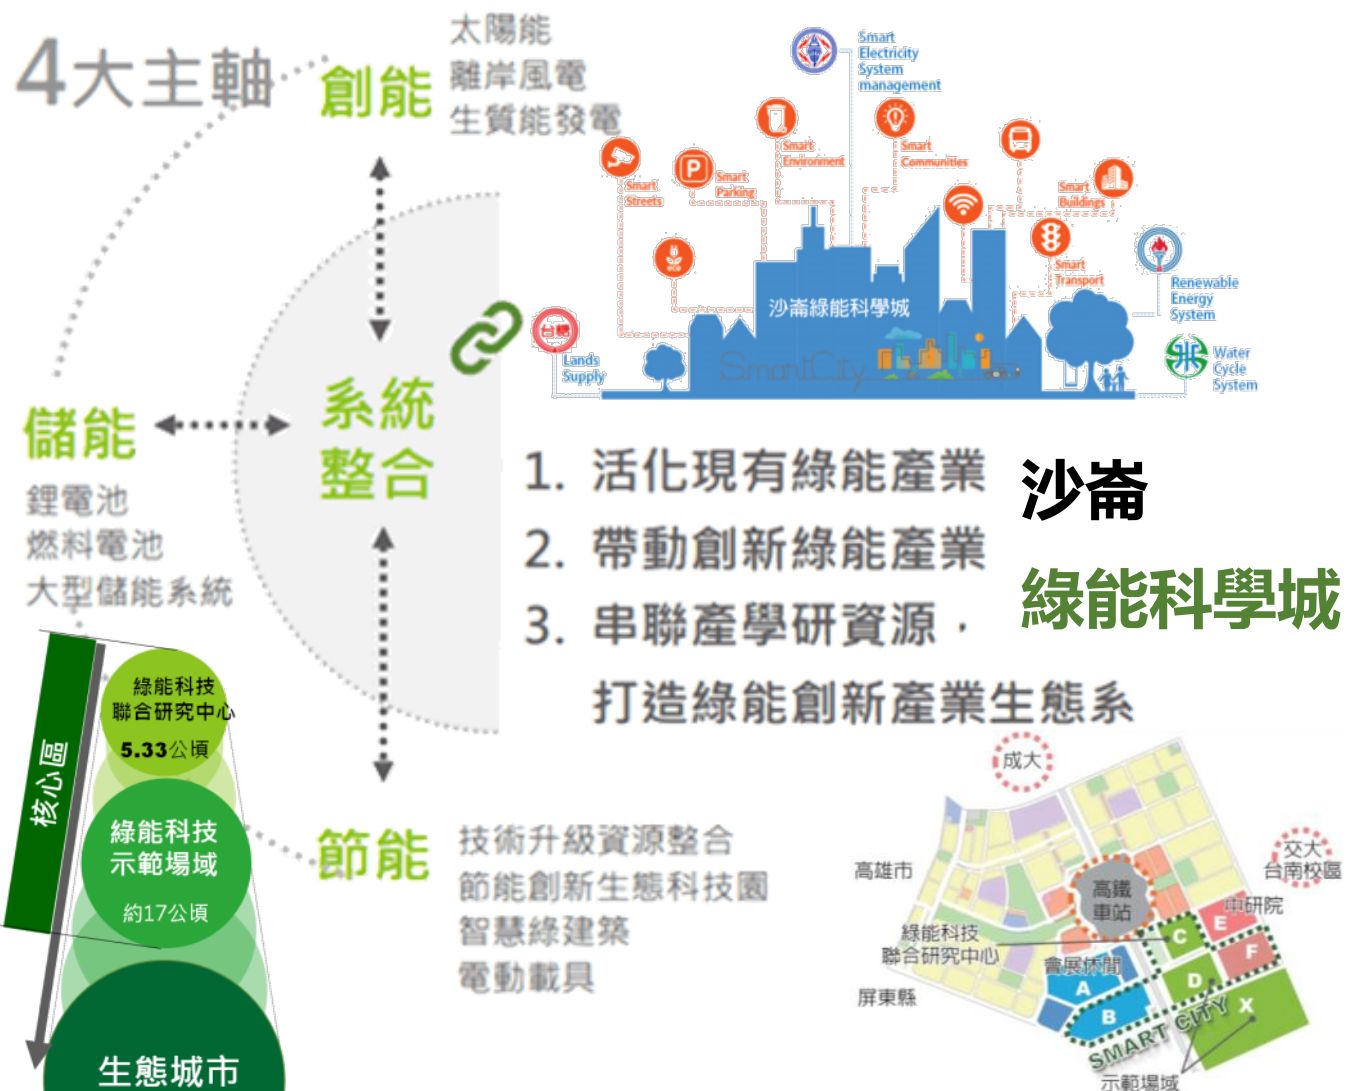 4大主軸
創能
太陽能
離岸風電
生質能發電
儲能
鋰電池
燃料電池
大型儲能系統
系統
整合
節能
技術升級資源整合
節能創新生態科技園
智慧綠建築
電動載具
Smart
Electricity
System
management
Smart
Environment
Smart
Communities
Smart
Streets
P
Smart
Parking
Smart
Buildings
eco
Smart
Transport
台糖
Lands
Supply
沙崙綠能科學城
SmartCity
Renewable
Energy
System
Water
Cycle
System
1. 活化現有綠能產業
2. 帶動創新綠能產業
3. 串聯產學研資源，
打造綠能創新產業生態系
沙崙
綠能科學城
核心區
綠能科技
聯合研究中心
5.33公頃
綠能科技
示範場域
約17公頃
生態城市
成大
交大
台南校區
高雄市
高鐵
車站
中研院
綠能科技
聯合研究中心
會展休閒
屏東縣
A
B
C
D
E
F
X
SMART CITY
示範場域